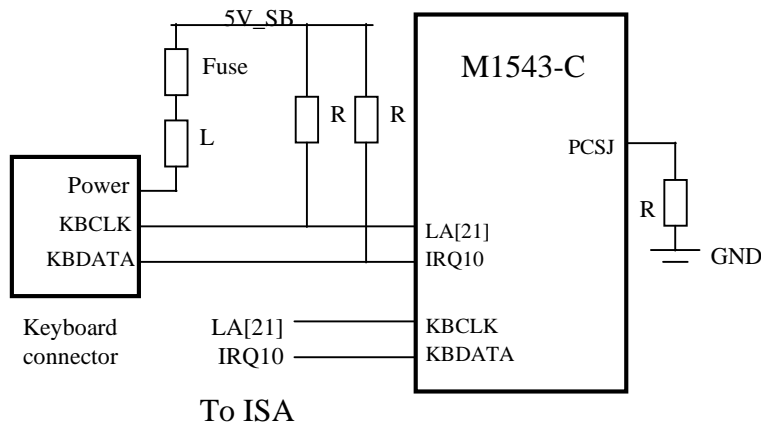 5V_SB
Fuse
M1543-C
R R
L
PCSJ
Power
R
KBCLK
LA[21]
KBDATA
IRQ10
GND
Keyboard
connector
LA[21]
KBCLK
IRQ10
KBDATA
To ISA